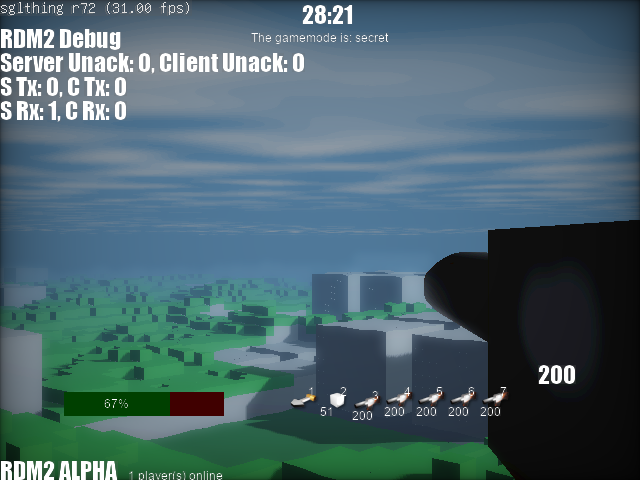 sglthing r72 (31.00 fps)
28:21
The gamemode is: secret
RDM2 Debug
Server Unack: 0, Client Unack: 0
S Tx: 0, C Tx: 0
S Rx: 1, C Rx: 0
200
67%
1 2 3 4 5 6 7
51 200 200 200 200 200
RDM2 ALPHA 1 player(s) online